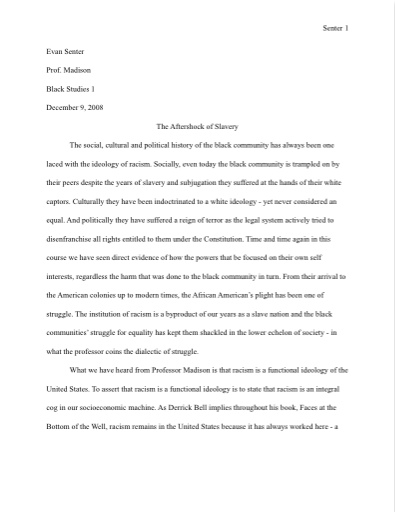 Senter 1
Evan Senter
Prof. Madison
Black Studies 1
December 9, 2008
The Aftershock of Slavery
The social, cultural and political history of the black community has always been one
laced with the ideology of racism. Socially, even today the black community is trampled on by
their peers despite the years of slavery and subjugation they suffered at the hands of their white
captors. Culturally they have been indoctrinated to a white ideology - yet never considered an
equal. And politically they have suffered a reign of terror as the legal system actively tried to
disenfranchise all rights entitled to them under the Constitution. Time and time again in this
course we have seen direct evidence of how the powers that be focused on their own self
interests, regardless the harm that was done to the black community in turn. From their arrival to
the American colonies up to modern times, the African American's plight has been one of
struggle. The institution of racism is a byproduct of our years as a slave nation and the black
communities' struggle for equality has kept them shackled in the lower echelon of society - in
what the professor coins the dialectic of struggle.
What we have heard from Professor Madison is that racism is a functional ideology of the
United States. To assert that racism is a functional ideology is to state that racism is an integral
cog in our socioeconomic machine. As Derrick Bell implies throughout his book, Faces at the
Bottom of the Well, racism remains in the United States because it has always worked here - a